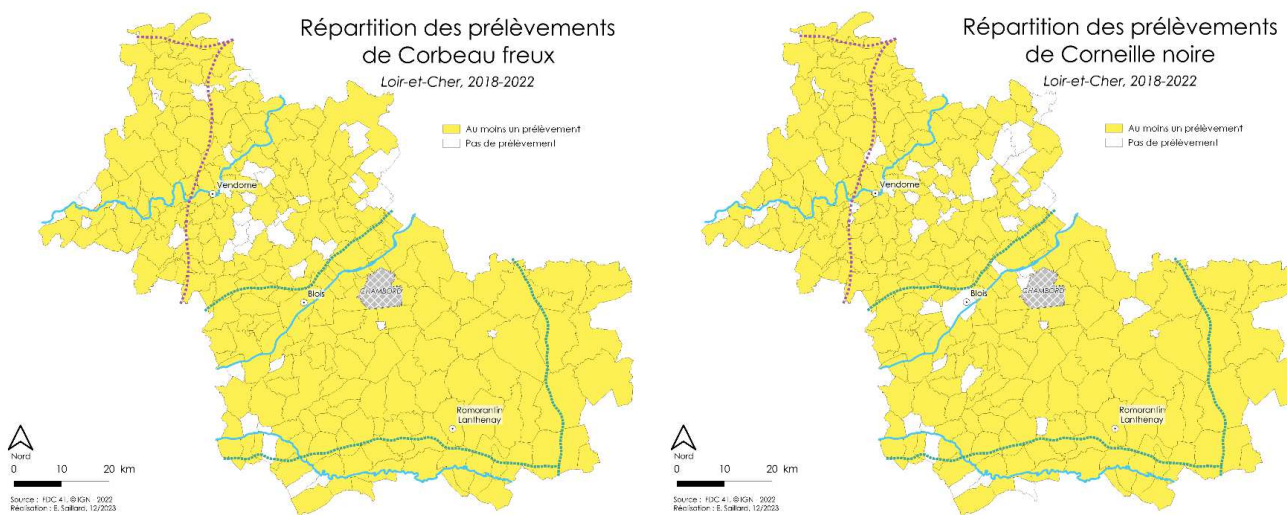 Répartition des prélèvements
de Corbeau freux
Loir-et-Cher, 2018-2022
Au moins un prélèvement
Pas de prélèvement
Vendome
Blois
CHAMBORD
Romorantin
Lanthenay
Nord
0 10 20 km
Source : FDC 41, © IGN - 2022
Réalisation : E. Saillard, 12/2023
Répartition des prélèvements
de Corneille noire
Loir-et-Cher, 2018-2022
Au moins un prélèvement
Pas de prélèvement
Vendome
Blois
CHAMBORD
Romorantin
Lanthenay
Nord
0 10 20 km
Source : FDC 41, © IGN - 2022
Réalisation : E. Saillard, 12/2023